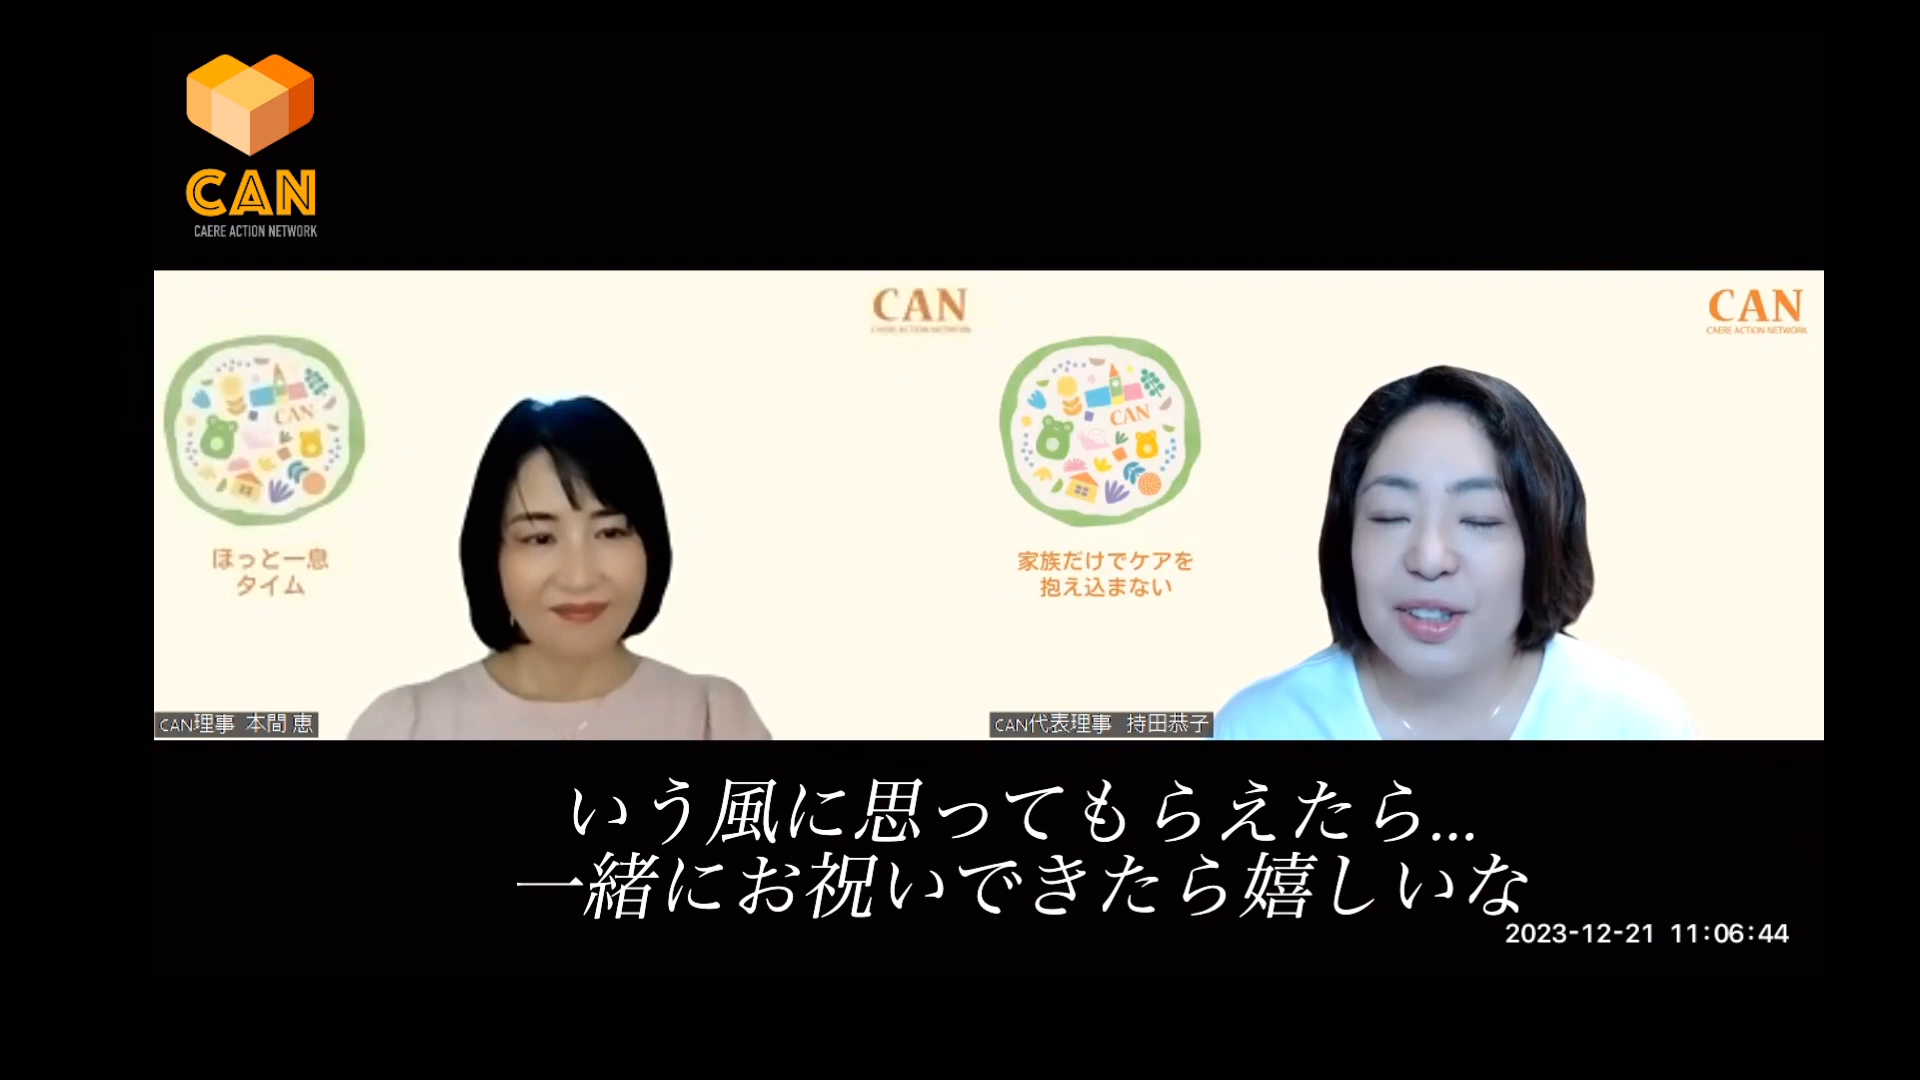 CAN
CAERE ACTION NETWORK
CAN
CAERE ACTION NETWORK
CAN
ほっと一息
タイム
CAN理事 本間 恵
CAN
CAERE ACTION NETWORK
CAN
家族だけでケアを
抱え込まない
CAN代表理事 持田恭子
いう風に思ってもらえたら...
一緒にお祝いできたら嬉しいな
2023-12-21 11:06:44